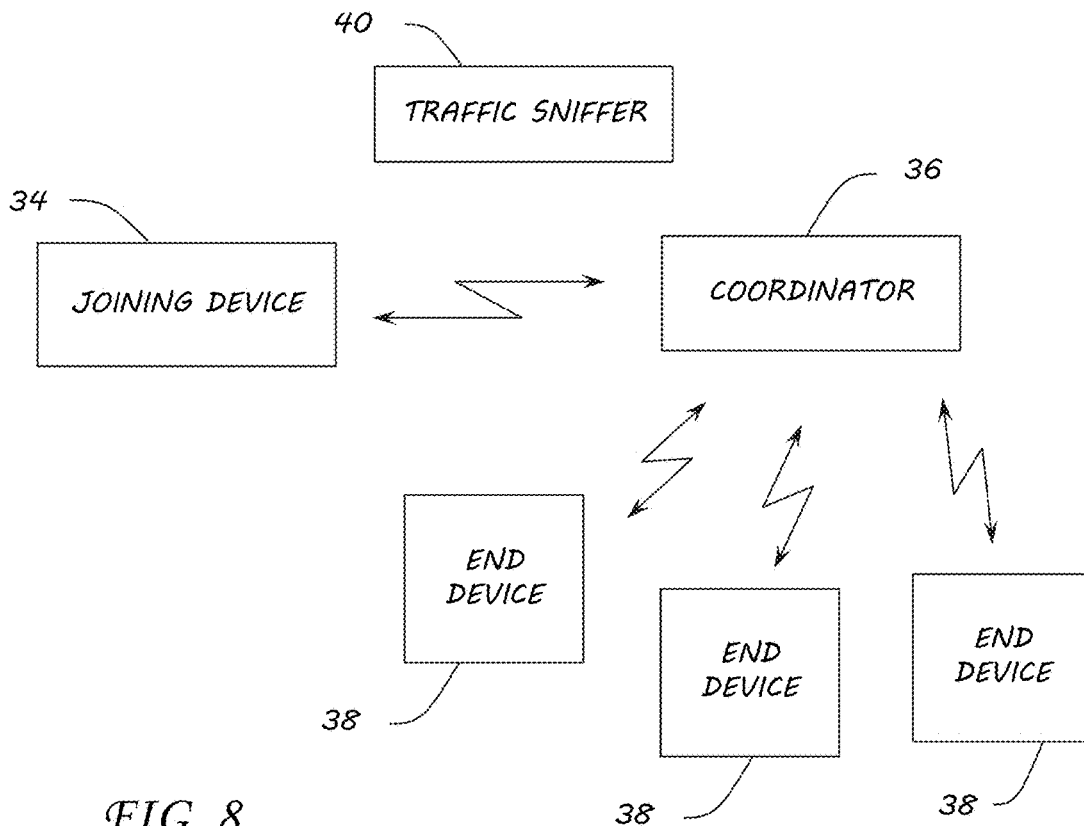 40
TRAFFIC SNIFFER
34
36
JOINING DEVICE
COORDINATOR
END
DEVICE
38
END
DEVICE
38
END
DEVICE
38
FIG. 8